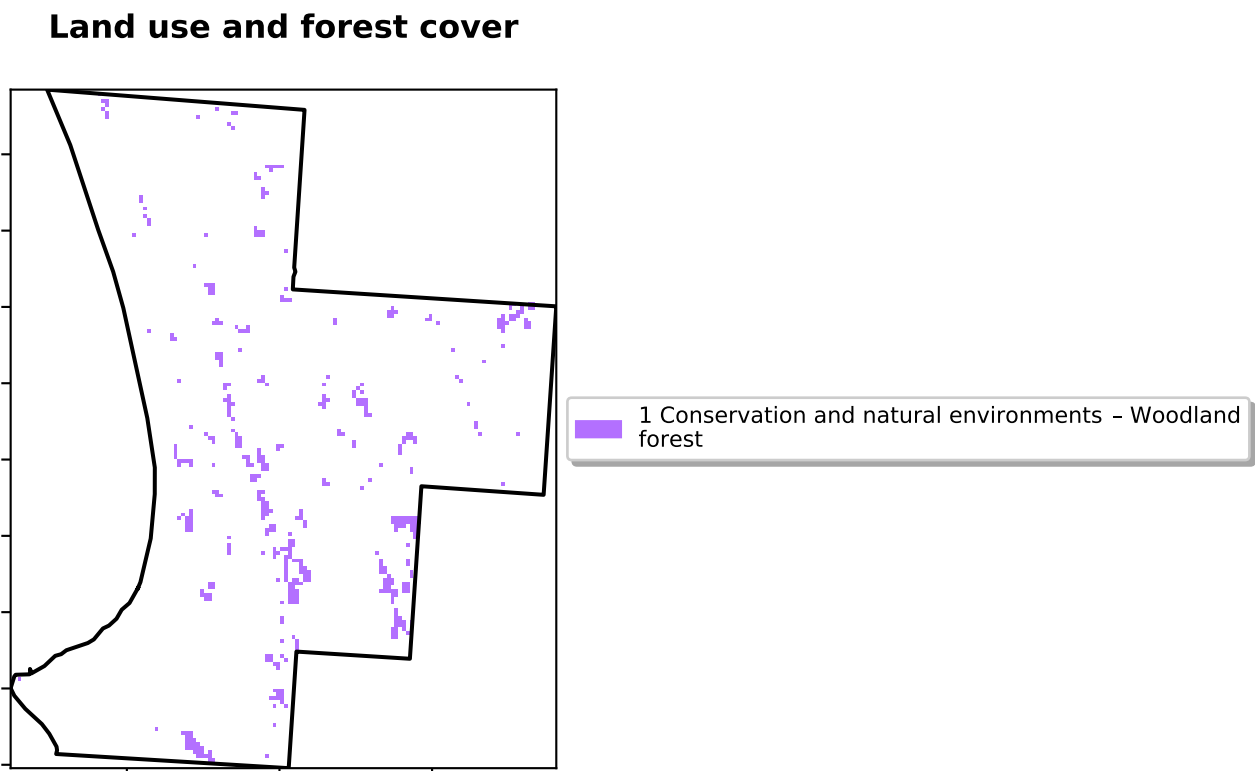 Land use and forest cover
1 Conservation and natural environments – Woodland
forest